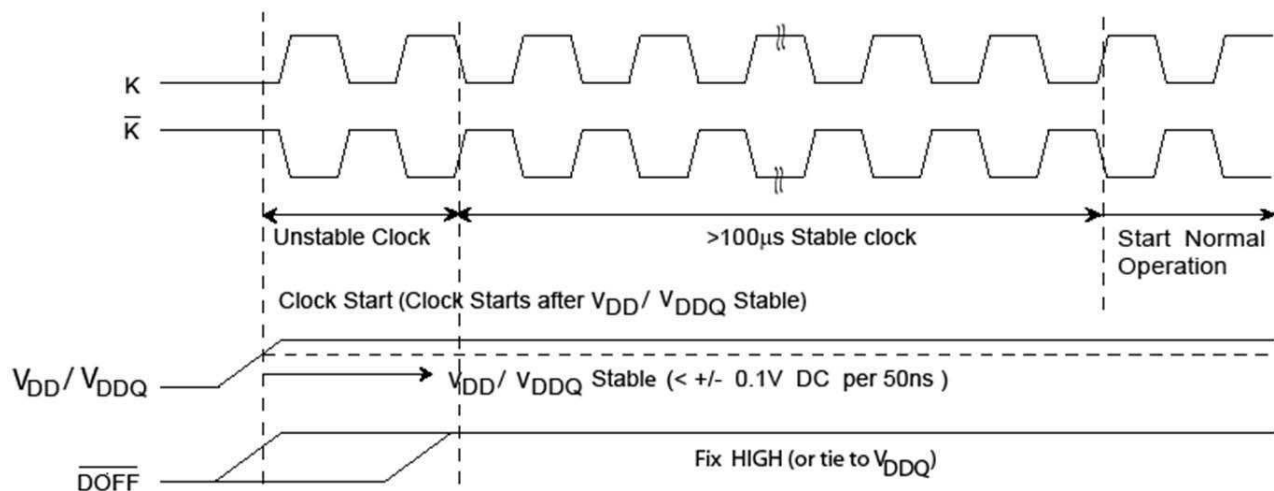 K
K̅
Unstable Clock
>100μs Stable clock
Start Normal
Operation
Clock Start (Clock Starts after VDD/ VDDQ Stable)
VDD/ VDDQ
VDD/ VDDQ Stable (< +/- 0.1V DC per 50ns )
D̅O̅F̅F̅
Fix HIGH (or tie to VDDQ)